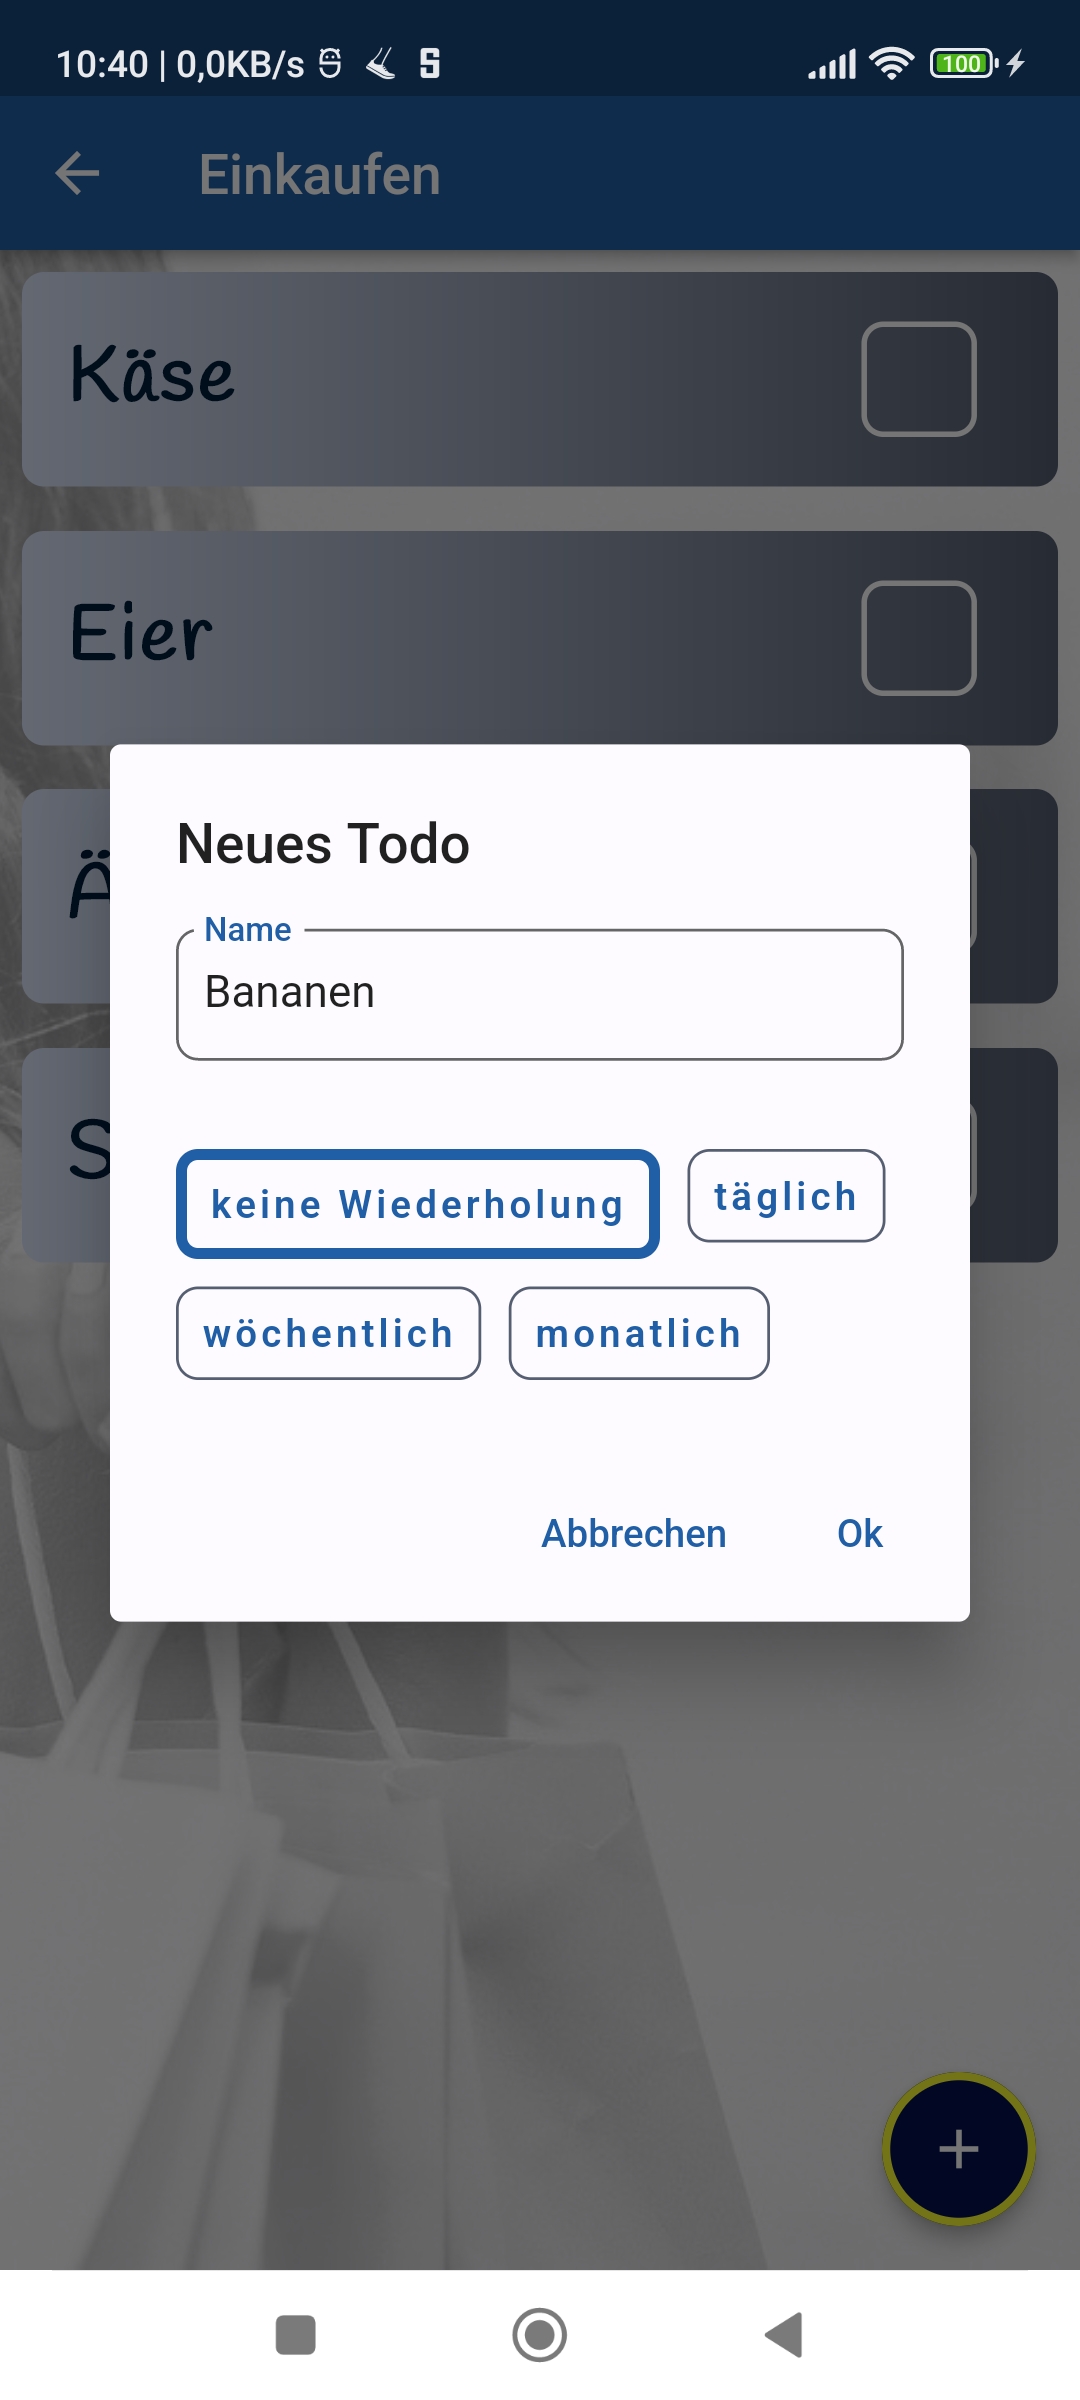 10:40 | 0,0KB/s
100
Einkaufen
Käse
Eier
Neues Todo
Name
Bananen
keine Wiederholung
täglich
wöchentlich
monatlich
Abbrechen
Ok